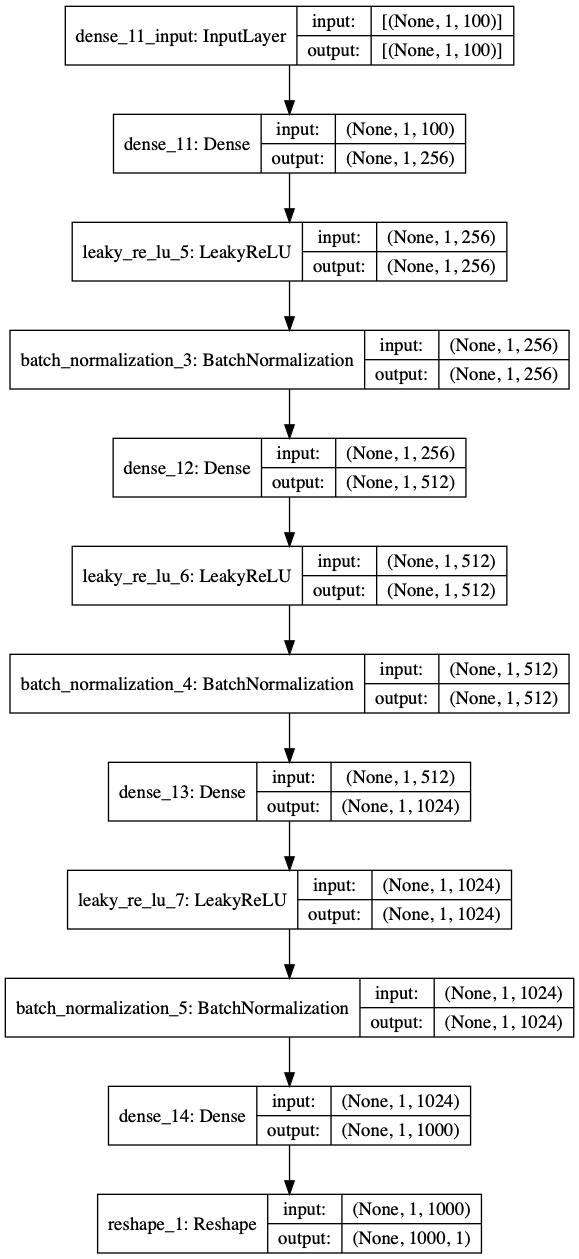 dense_11_input: InputLayer
input: [(None, 1, 100)]
output: [(None, 1, 100)]
dense_11: Dense
input: (None, 1, 100)
output: (None, 1, 256)
leaky_re_lu_5: LeakyReLU
input: (None, 1, 256)
output: (None, 1, 256)
batch_normalization_3: BatchNormalization
input: (None, 1, 256)
output: (None, 1, 256)
dense_12: Dense
input: (None, 1, 256)
output: (None, 1, 512)
leaky_re_lu_6: LeakyReLU
input: (None, 1, 512)
output: (None, 1, 512)
batch_normalization_4: BatchNormalization
input: (None, 1, 512)
output: (None, 1, 512)
dense_13: Dense
input: (None, 1, 512)
output: (None, 1, 1024)
leaky_re_lu_7: LeakyReLU
input: (None, 1, 1024)
output: (None, 1, 1024)
batch_normalization_5: BatchNormalization
input: (None, 1, 1024)
output: (None, 1, 1024)
dense_14: Dense
input: (None, 1, 1024)
output: (None, 1, 1000)
reshape_1: Reshape
input: (None, 1, 1000)
output: (None, 1000, 1)